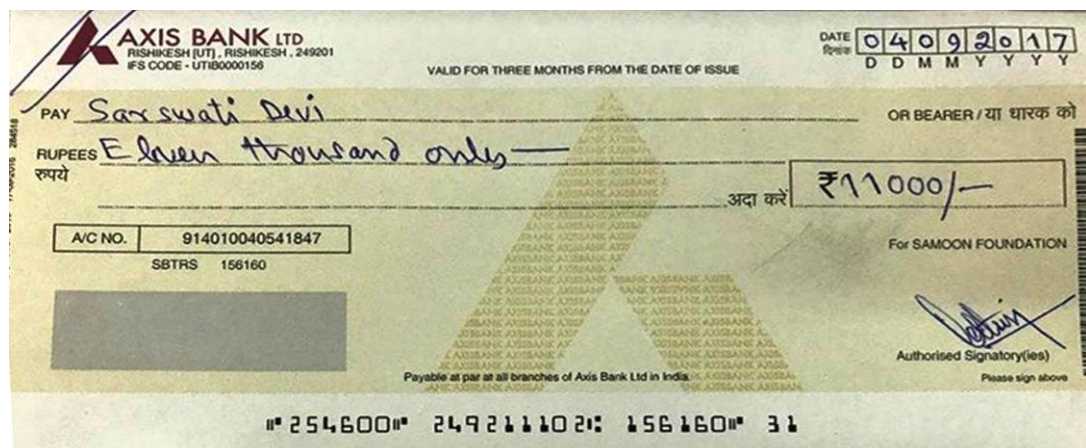 AXIS BANK LTD
RISHIKESH [UT], RISHIKESH, 249201
IFS CODE - UTIB0000156
VALID FOR THREE MONTHS FROM THE DATE OF ISSUE
DATE दिनांक 04092017
D D M M Y Y Y Y
PAY Sarswati Devi OR BEARER / या धारक को
RUPEES Eleven thousand only—
रुपये
अदा करें ₹11000/—
A/C NO. 914010040541847
For SAMOON FOUNDATION
SBTRS 156160
Authorised Signatory(ies)
Payable at par at all branches of Axis Bank Ltd in India.
Please sign above
⑈254600⑈ 249211102⑆ 156160⑈ 31